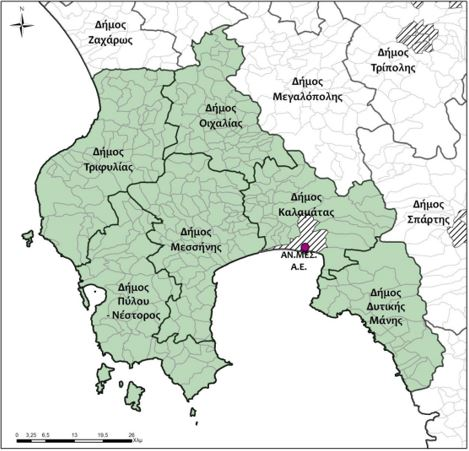 N
Δήμος
Ζαχάρως
Δήμος
Τρίπολης
Δήμος
Μεγαλόπολης
Δήμος
Οιχαλίας
Δήμος
Τριφυλίας
Δήμος
Καλαμάτας
Δήμος
Σπάρτης
Δήμος
Μεσσήνης
ΑΝ.ΜΕΣ.
Α.Ε.
Δήμος
Πύλου
- Νέστορος
Δήμος
Δυτικής
Μάνης
0 3,25 6,5 13 19,5 26
Χλμ